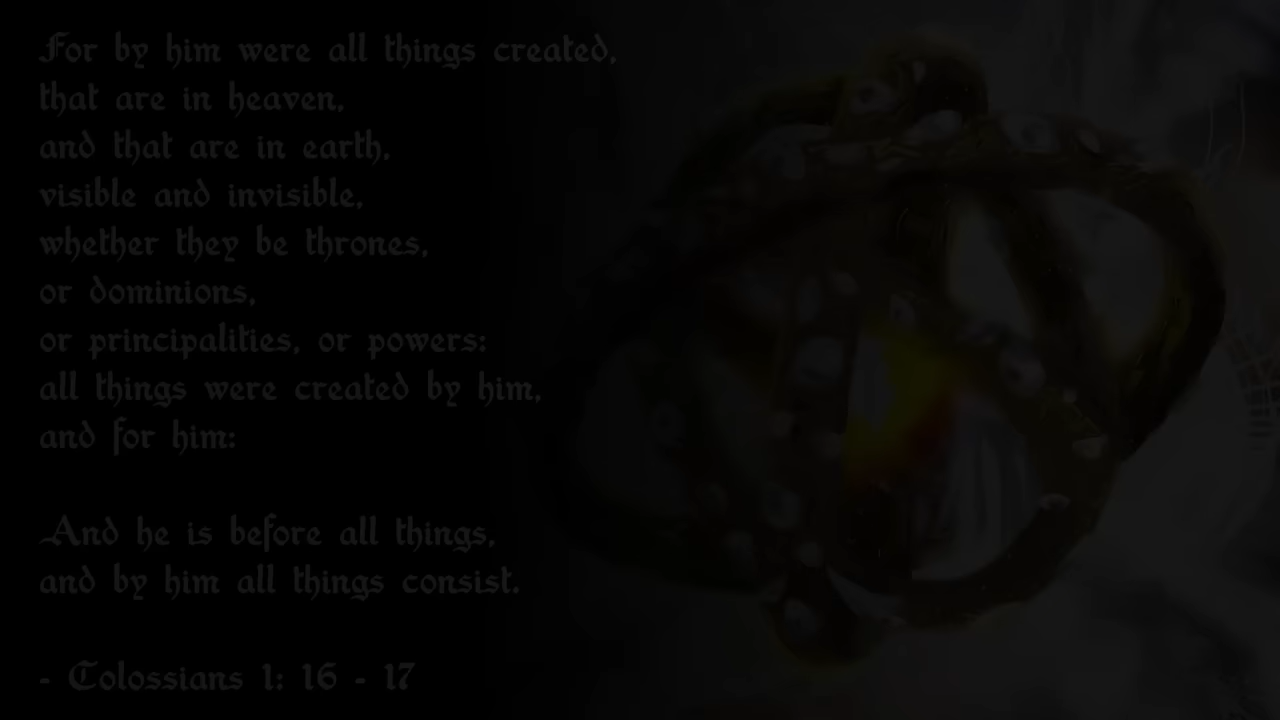 For by him were all things created,
that are in heaven,
and that are in earth,
visible and invisible,
whether they be thrones,
or dominions,
or principalities, or powers:
all things were created by him,
and for him:
And he is before all things,
and by him all things consist.
- Colossians 1: 16 - 17